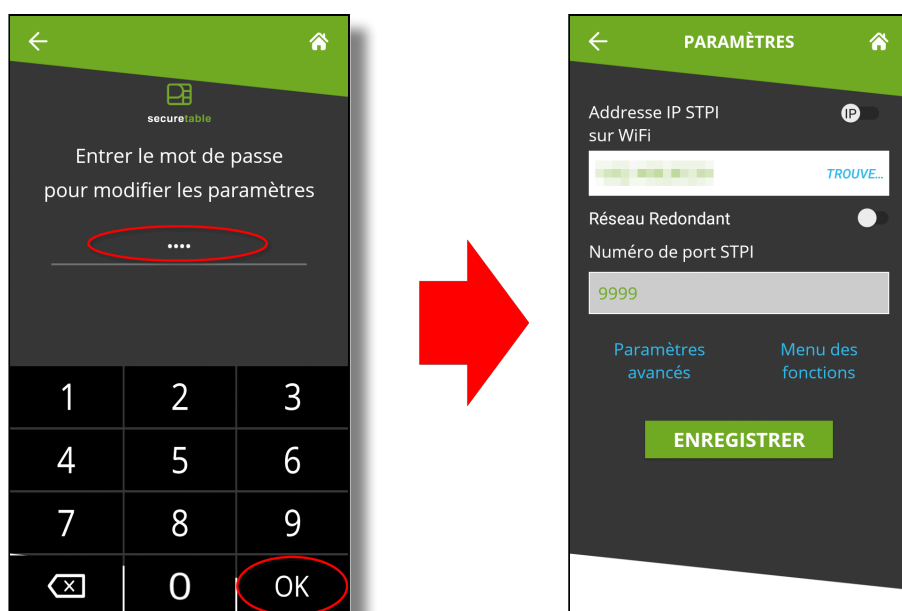 securetable
Entrer le mot de passe
pour modifier les paramètres
••••
1 2 3
4 5 6
7 8 9
0 OK
PARAMÈTRES
Addresse IP STPI
sur WiFi
IP
TROUVE...
Réseau Redondant
Numéro de port STPI
9999
Paramètres
avancés
Menu des
fonctions
ENREGISTRER